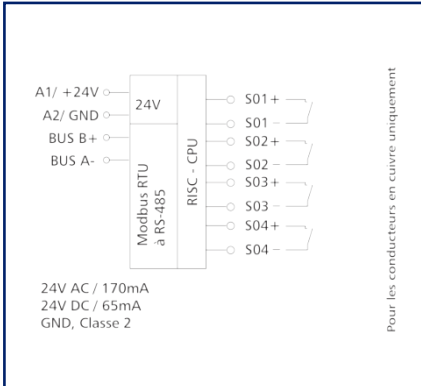 A1/ +24V
A2/ GND
BUS B+
BUS A-
24V
Modbus RTU
à RS-485
RISC - CPU
S01 +
S01 -
S02 +
S02 -
S03 +
S03 -
S04 +
S04 -
24V AC / 170mA
24V DC / 65mA
GND, Classe 2
Pour les conducteurs en cuivre uniquement